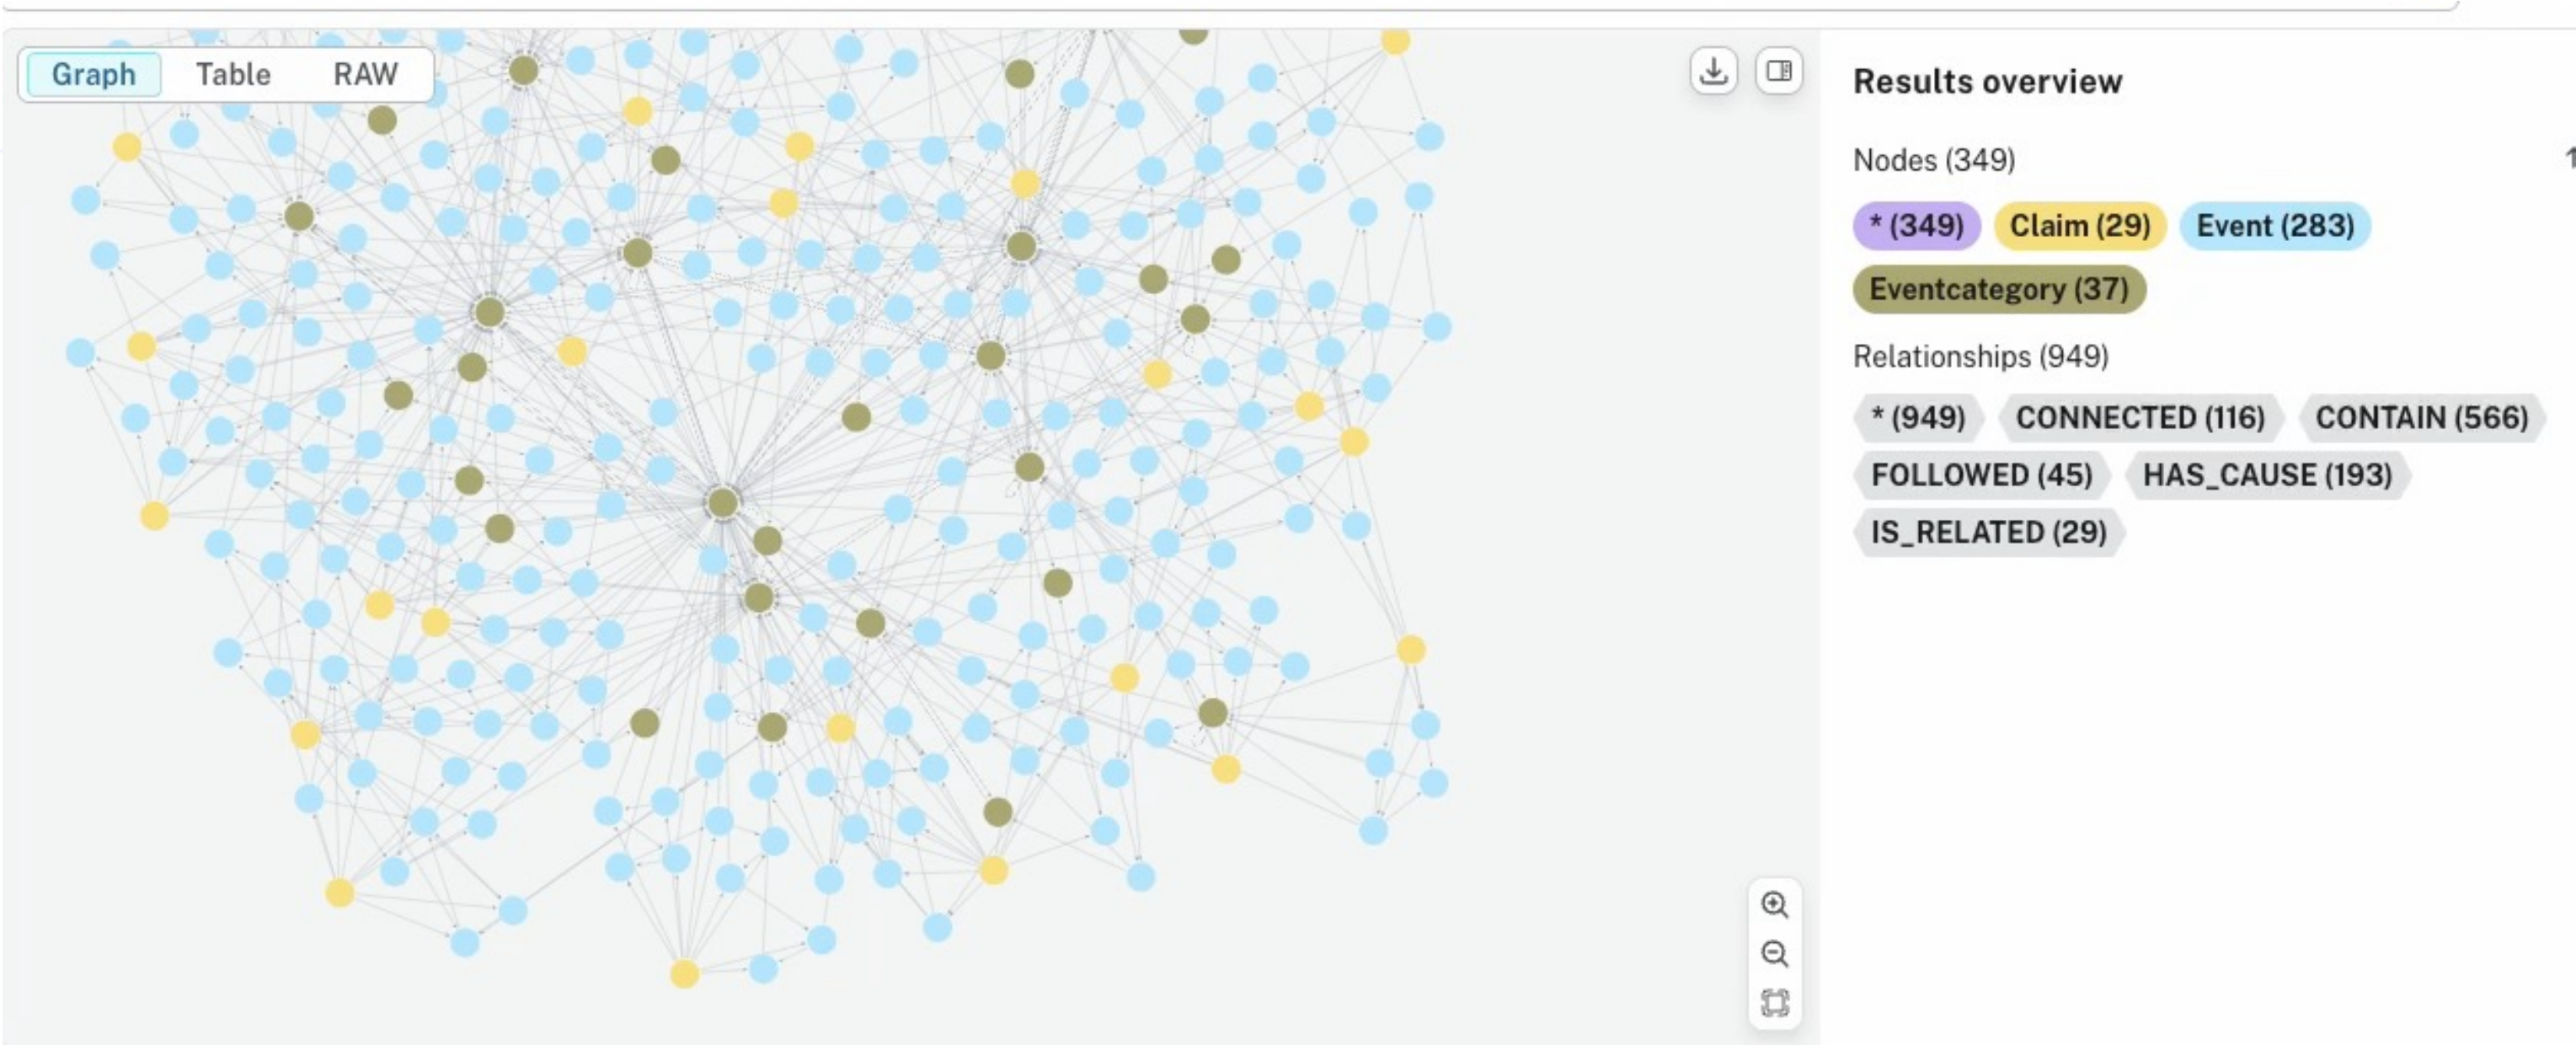 Graph Table RAW
Results overview
Nodes (349)
* (349) Claim (29) Event (283)
Eventcategory (37)
Relationships (949)
* (949) CONNECTED (116) CONTAIN (566)
FOLLOWED (45) HAS_CAUSE (193)
IS_RELATED (29)